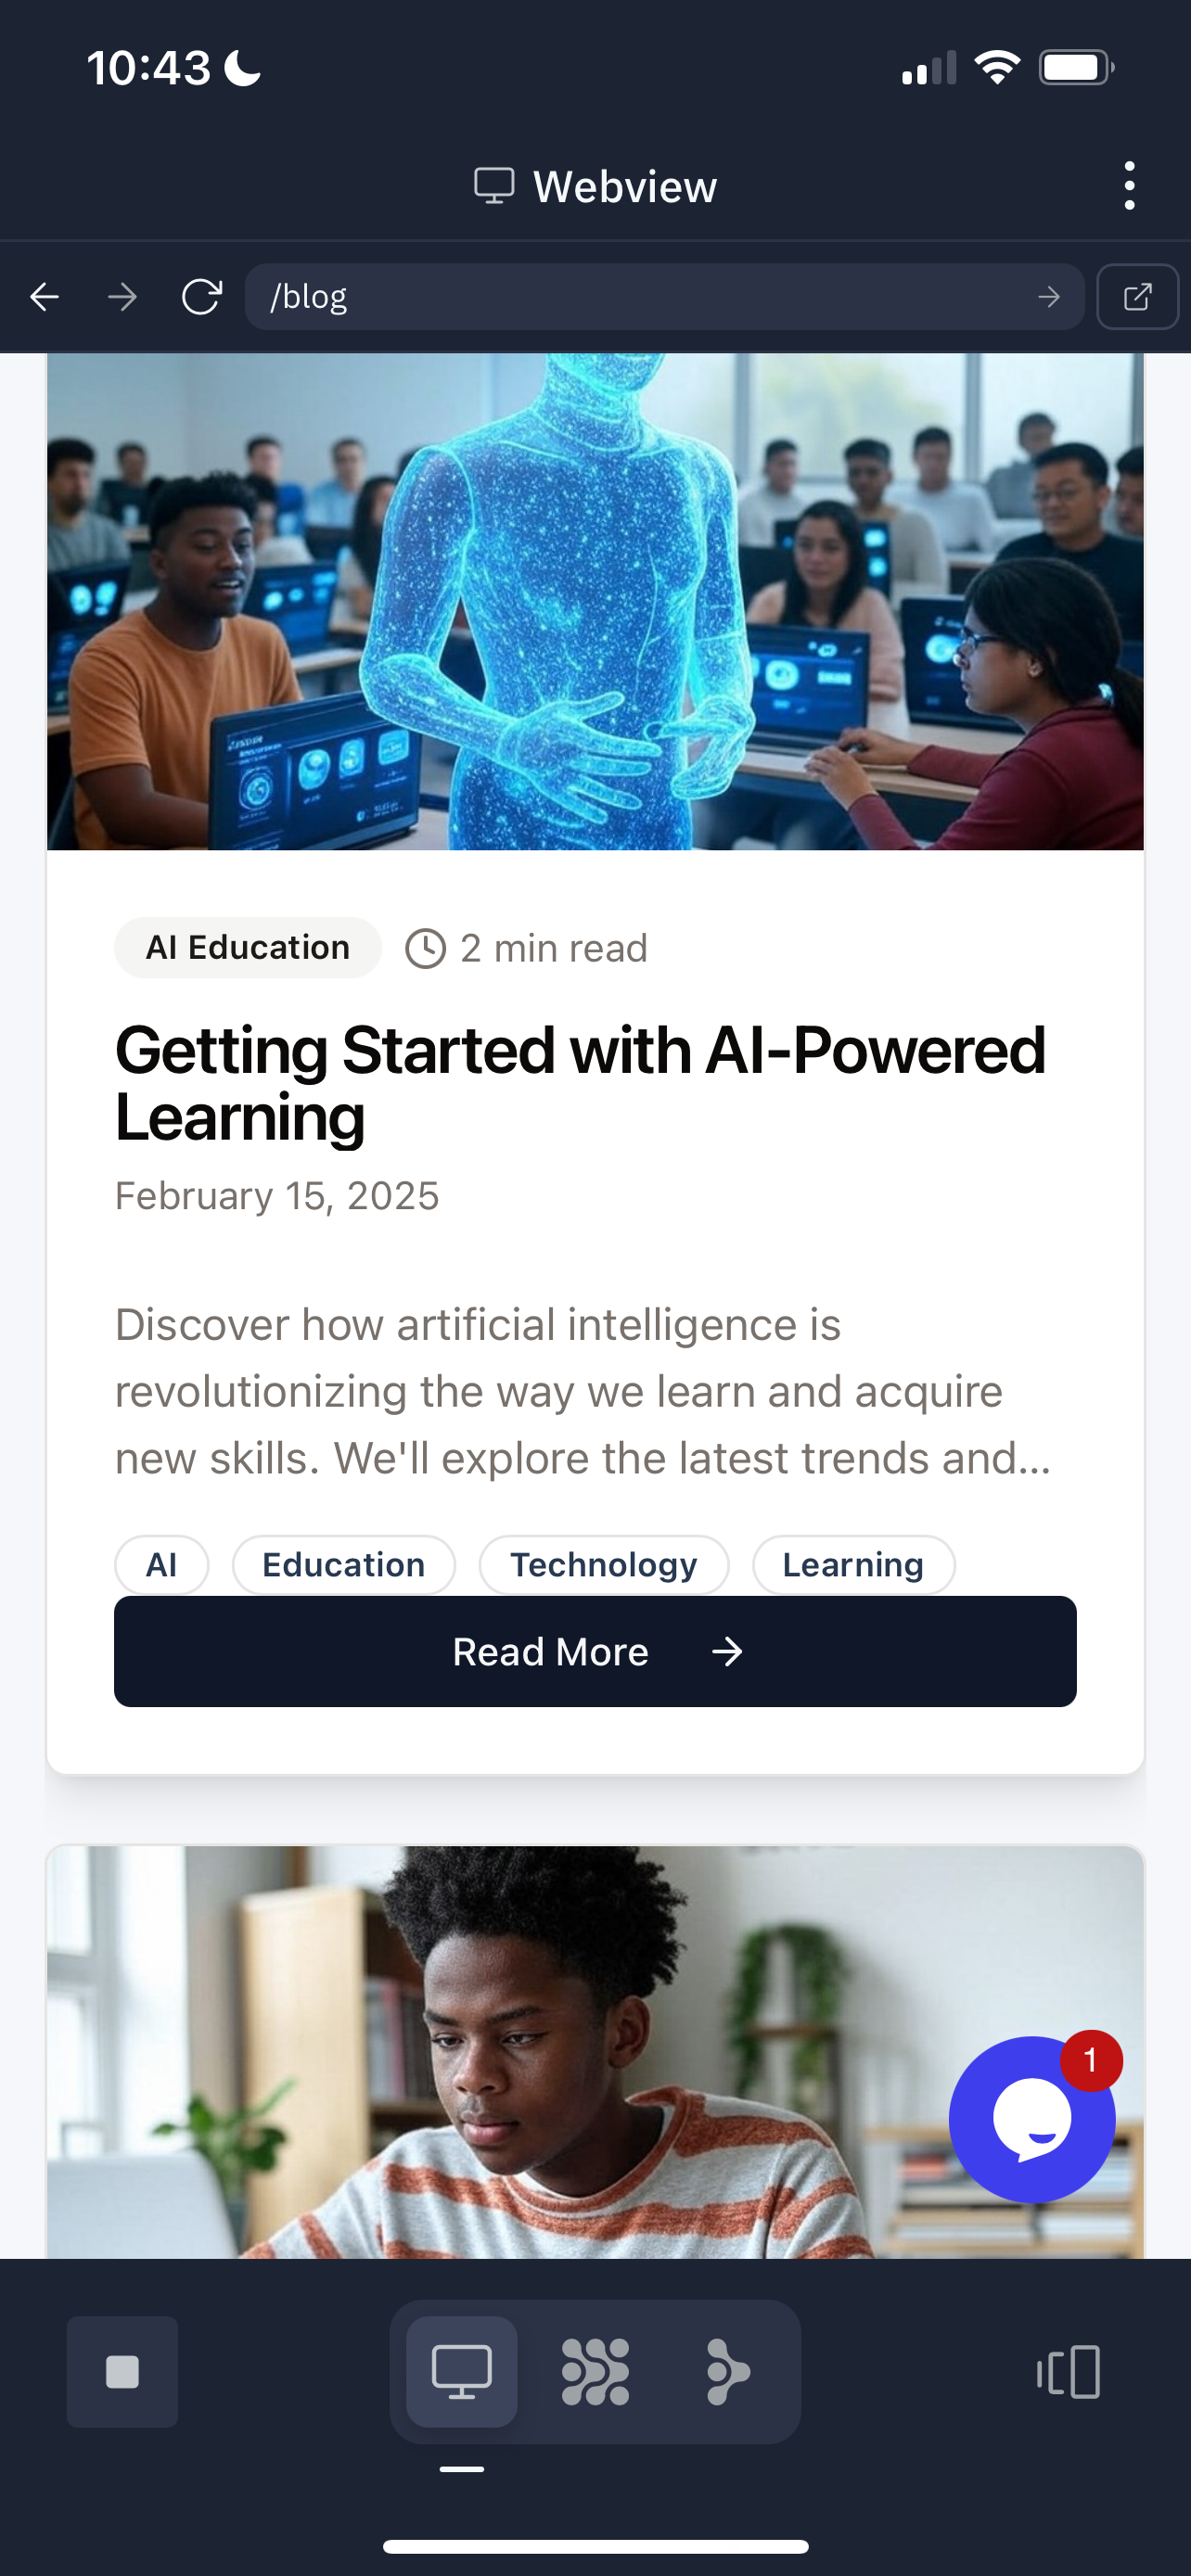 10:43
Webview
/blog
AI Education 2 min read
Getting Started with AI-Powered
Learning
February 15, 2025
Discover how artificial intelligence is
revolutionizing the way we learn and acquire
new skills. We'll explore the latest trends and...
AI Education Technology Learning
Read More
1